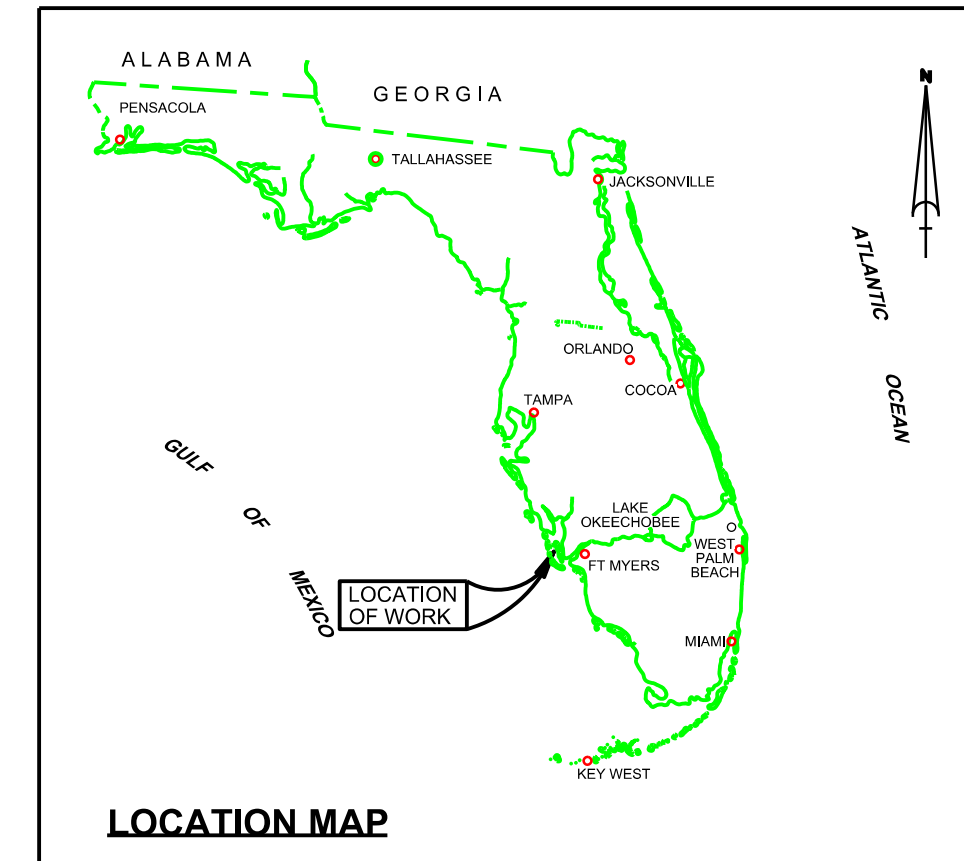 ALABAMA
GEORGIA
N
PENSACOLA
TALLAHASSEE
JACKSONVILLE
ATLANTIC
OCEAN
ORLANDO
COCOA
TAMPA
GULF
OF
MEXICO
LAKE
OKEECHOBEE
WEST
PALM
BEACH
FT MYERS
LOCATION
OF WORK
MIAMI
KEY WEST
LOCATION MAP